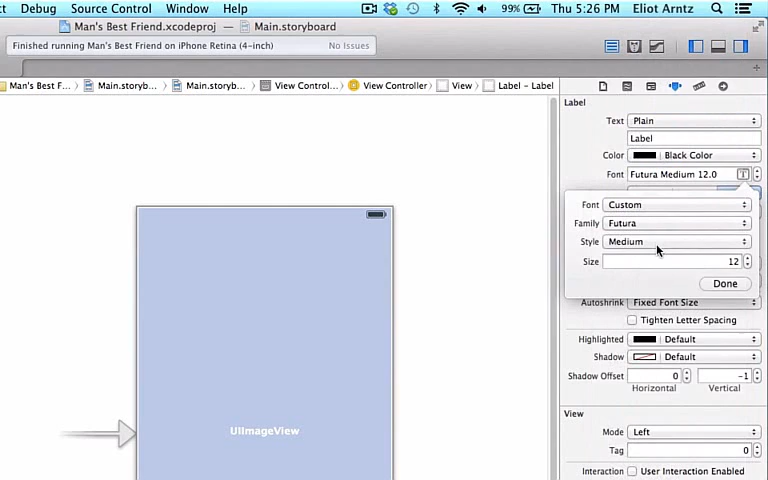 ct Debug Source Control Window Help 99% Thu 5:26 PM Eliot Arntz
Man's Best Friend.xcodeproj Main.storyboard
Finished running Man's Best Friend on iPhone Retina (4-inch) No Issues
Man's Best F... Main.storyb... Main.storyb... View Control... View Controller View Label - Label
Label
Text Plain
Label
Color Black Color
Font Futura Medium 12.0
Font Custom
Family Futura
Style Medium
Size 12
Done
Autoshrink Fixed Font Size
Tighten Letter Spacing
Highlighted Default
Shadow Default
Shadow Offset 0 -1
Horizontal Vertical
View
Mode Left
Tag 0
Interaction User Interaction Enabled
UIImageView